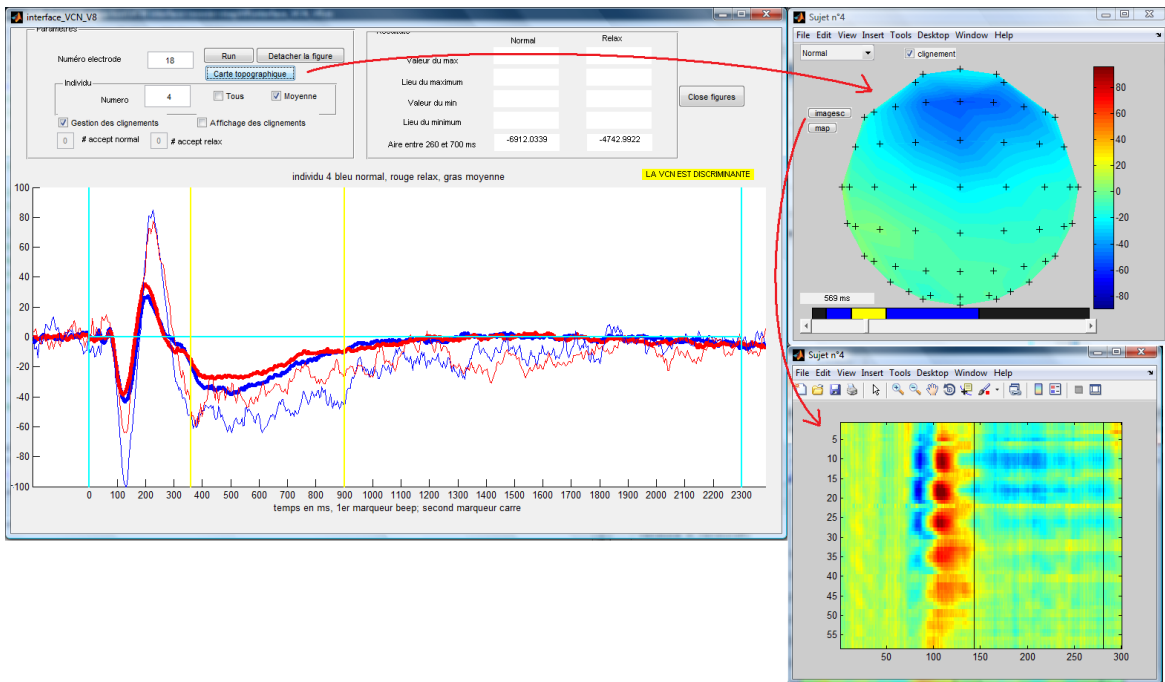 interface_VCN_V8
Paramètres
Numéro electrode
18
Run
Detacher la figure
Carte topographique
Individu
Numero
4
Tous
Moyenne
Gestion des clignements
Affichage des clignements
0
# accept normal
0
# accept relax
Résultats
Normal
Relax
Valeur du max
Lieu du maximum
Valeur du min
Lieu du minimum
Aire entre 260 et 700 ms
-6912.0339
-4742.9922
Close figures
individu 4 bleu normal, rouge relax, gras moyenne
LA VCN EST DISCRIMINANTE
100
80
60
40
20
0
-20
-40
-60
-80
-100
0 100 200 300 400 500 600 700 800 900 1000 1100 1200 1300 1400 1500 1600 1700 1800 1900 2000 2100 2200 2300
temps en ms, 1er marqueur beep; second marqueur carre
Sujet n°4
File Edit View Insert Tools Desktop Window Help
Normal
clignement
imagesc
map
80
60
40
20
0
-20
-40
-60
-80
569 ms
Sujet n°4
File Edit View Insert Tools Desktop Window Help
5
10
15
20
25
30
35
40
45
50
55
50 100 150 200 250 300